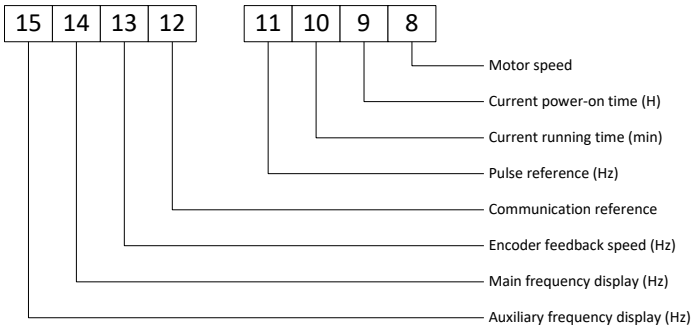 15 14 13 12 11 10 9 8
Motor speed
Current power-on time (H)
Current running time (min)
Pulse reference (Hz)
Communication reference
Encoder feedback speed (Hz)
Main frequency display (Hz)
Auxiliary frequency display (Hz)